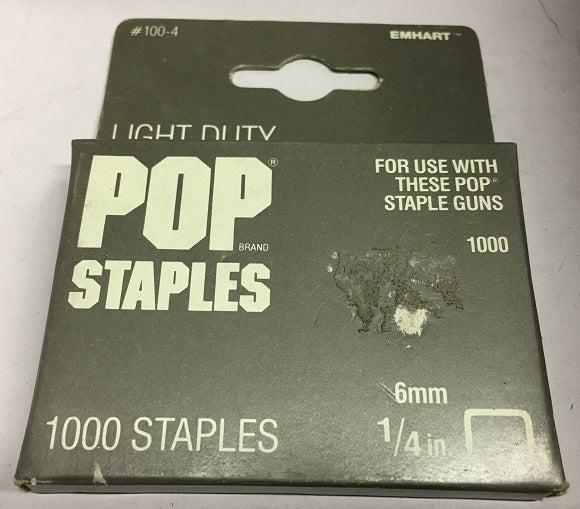 #100-4
EMHART™
LIGHT DUTY
POP®
BRAND
STAPLES
FOR USE WITH
THESE POP®
STAPLE GUNS
1000
1000 STAPLES
6mm
1/4 in.